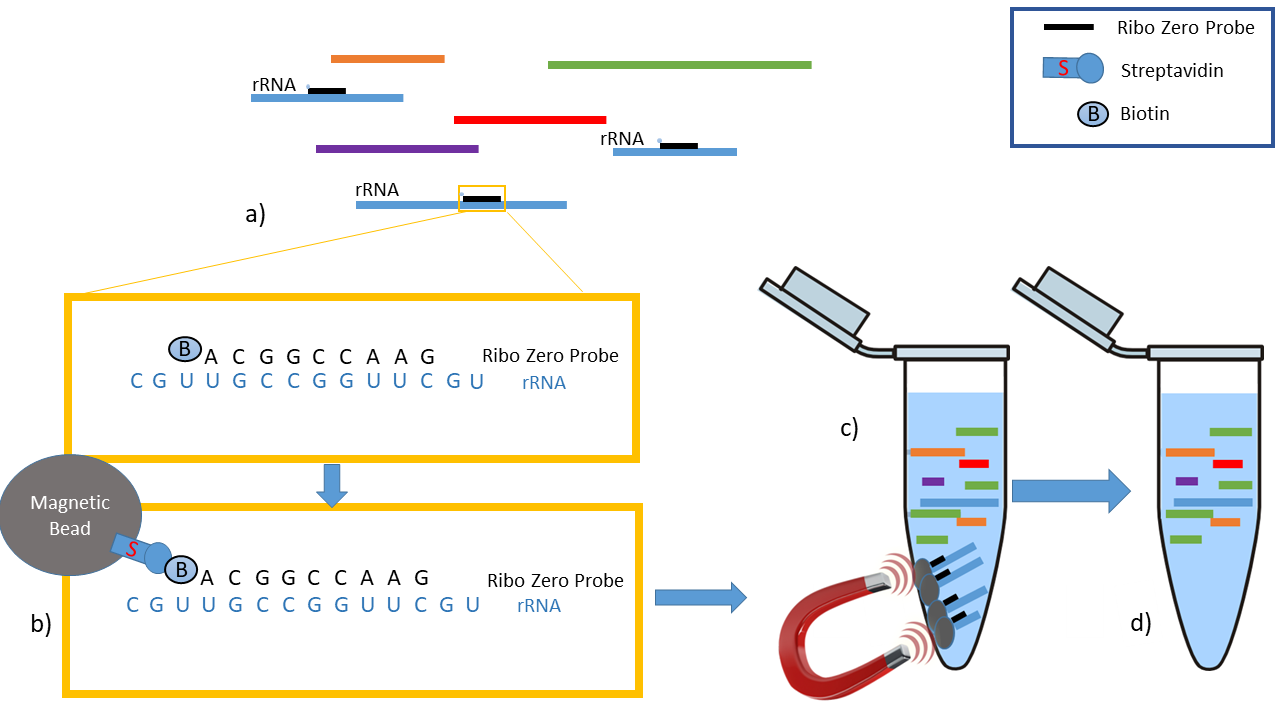 Ribo Zero Probe
S Streptavidin
B Biotin
rRNA
rRNA
rRNA
a)
B A C G G C C A A G Ribo Zero Probe
C G U U G C C G G U U C G U rRNA
c)
Magnetic
Bead
S
B A C G G C C A A G Ribo Zero Probe
C G U U G C C G G U U C G U rRNA
b)
d)